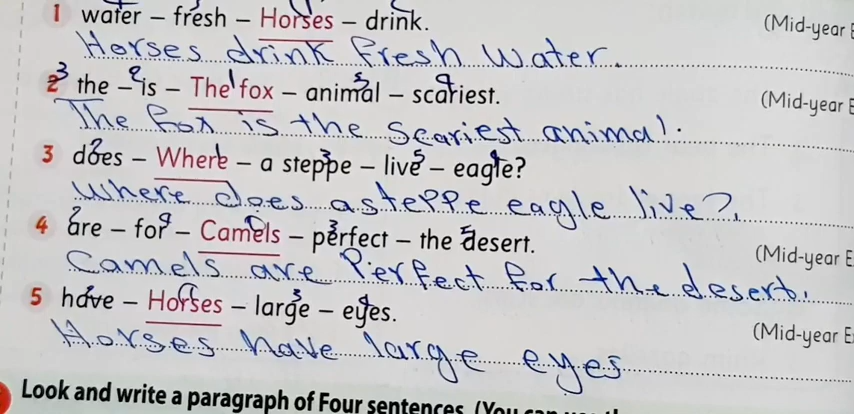 1 water – fresh – Horses – drink. (Mid-year
Horses drink fresh water.
2 the – is – The fox – animal – scariest. (Mid-year
The fox is the scariest animal.
3 does – Where – a steppe – live – eagle?
Where does a steppe eagle live?.
4 are – for – Camels – perfect – the desert. (Mid-year
Camels are Perfect for the desert.
5 have – Horses – large – eyes. (Mid-year
Horses have large eyes
Look and write a paragraph of Four sentences. (You can